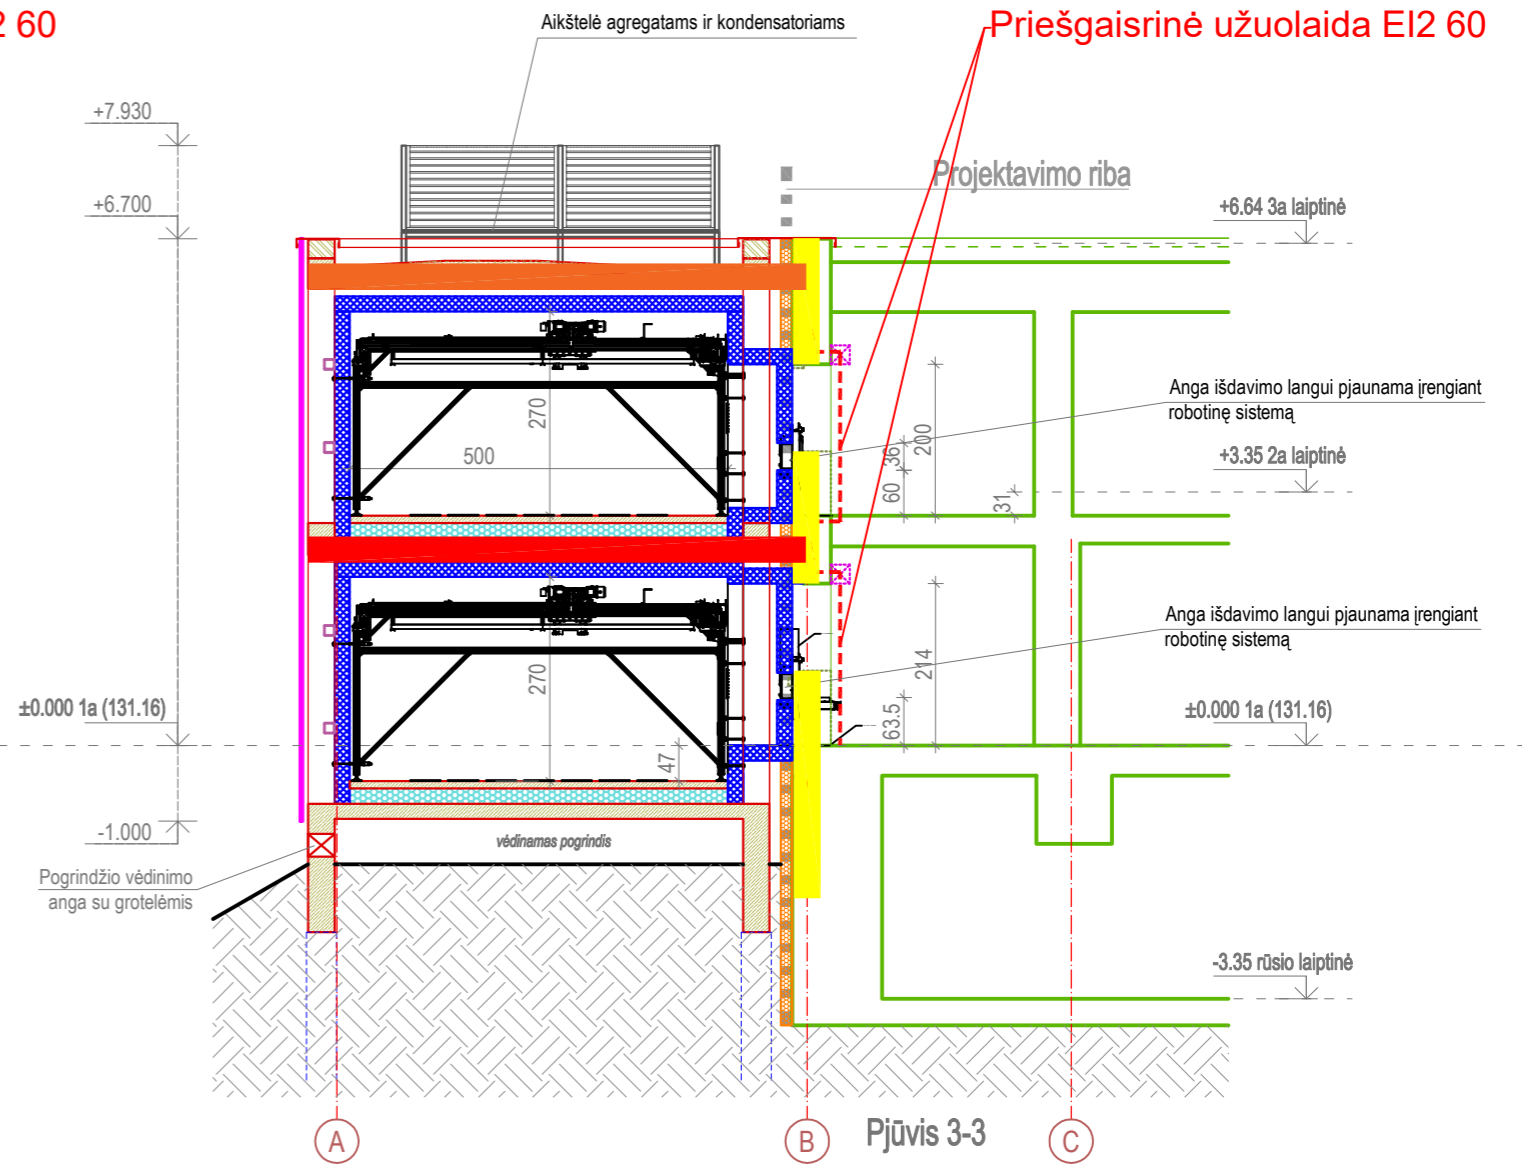 2 60
Aikštelė agregatams ir kondensatoriams
Priešgaisrinė užuolaida EI2 60
+7.930
Projektavimo riba
+6.700
+6.64 3a laiptinė
Anga išdavimo langui pjaunama įrengiant
robotinę sistemą
270
500
200
36
60
31
+3.35 2a laiptinė
Anga išdavimo langui pjaunama įrengiant
robotinę sistemą
270
214
63.5
47
±0.000 1a (131.16)
±0.000 1a (131.16)
-1.000
vėdinamas pogrindis
Pogrindžio vėdinimo
anga su grotelėmis
-3.35 rūsio laiptinė
A
B
Pjūvis 3-3
C